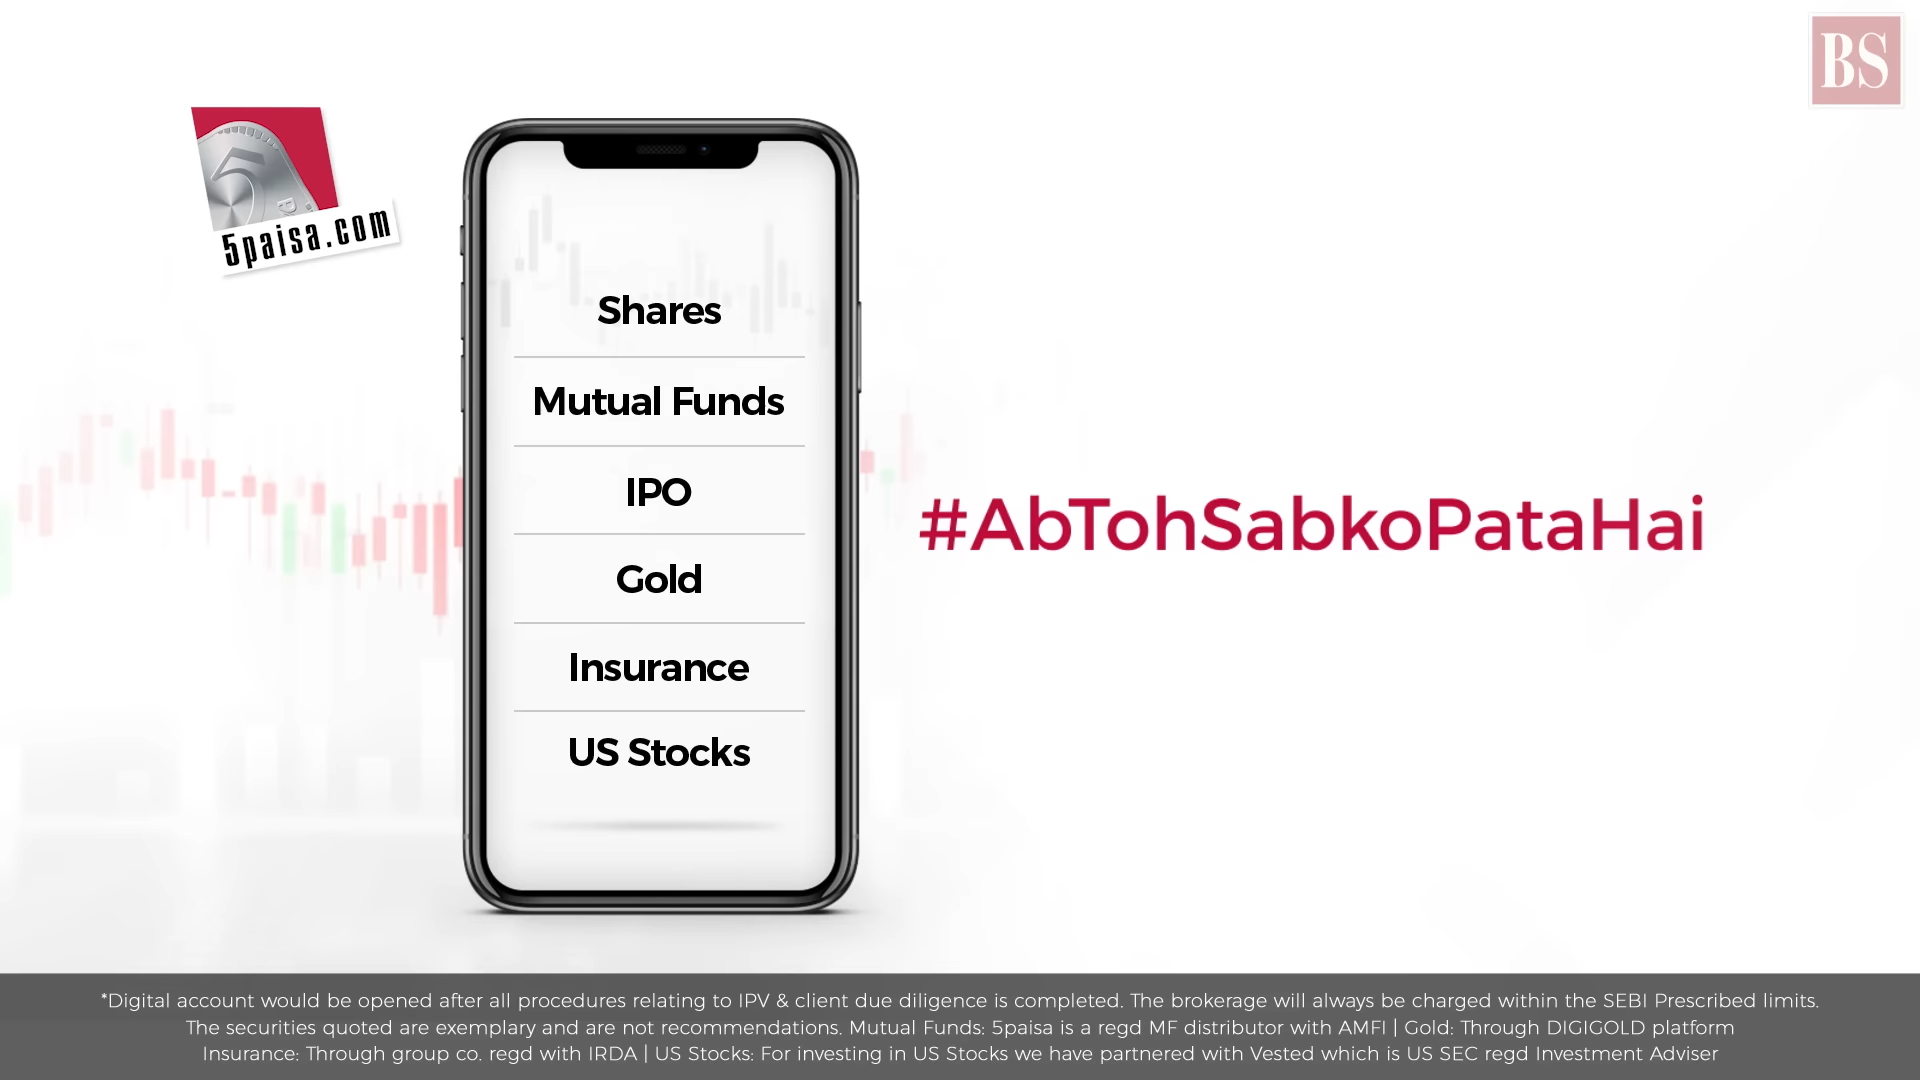 BS
5
5paisa.com
Shares
Mutual Funds
IPO
Gold
Insurance
US Stocks
#AbTohSabkoPataHai
*Digital account would be opened after all procedures relating to IPV & client due diligence is completed. The brokerage will always be charged within the SEBI Prescribed limits.
The securities quoted are exemplary and are not recommendations. Mutual Funds: 5paisa is a regd MF distributor with AMFI | Gold: Through DIGIGOLD platform
Insurance: Through group co. regd with IRDA | US Stocks: For investing in US Stocks we have partnered with Vested which is US SEC regd Investment Adviser